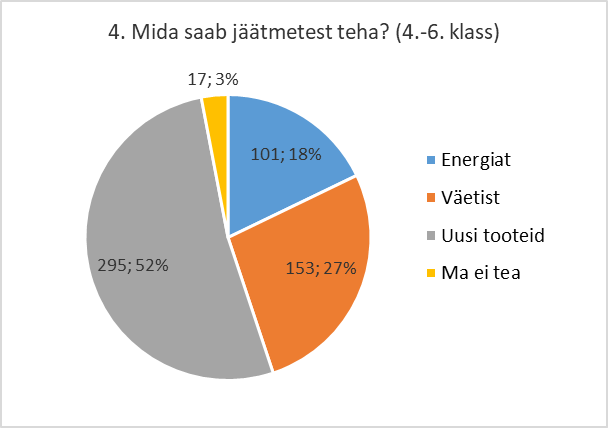 4. Mida saab jäätmetest teha? (4.-6. klass)
17; 3%
101; 18%
295; 52%
153; 27%
Energiat
Väetist
Uusi tooteid
Ma ei tea